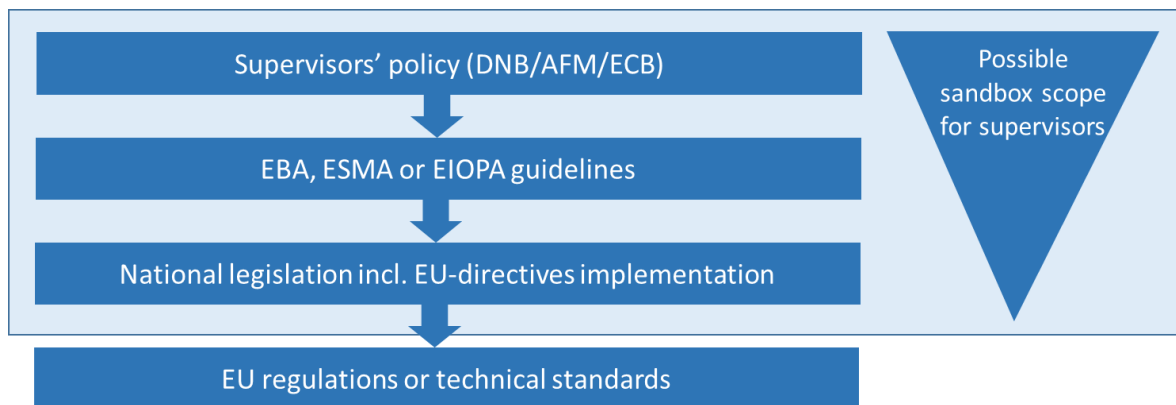 Supervisors’ policy (DNB/AFM/ECB)
EBA, ESMA or EIOPA guidelines
National legislation incl. EU-directives implementation
EU regulations or technical standards
Possible
sandbox scope
for supervisors